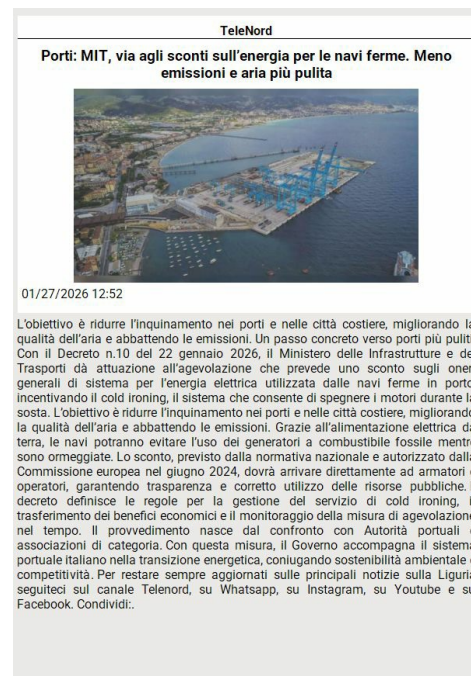 TeleNord
Porti: MIT, via agli sconti sull'energia per le navi ferme. Meno
emissioni e aria più pulita
01/27/2026 12:52
L'obiettivo è ridurre l'inquinamento nei porti e nelle città costiere, migliorando la
qualità dell'aria e abbattendo le emissioni. Un passo concreto verso porti più puliti
Con il Decreto n.10 del 22 gennaio 2026, il Ministero delle Infrastrutture e de
Trasporti dà attuazione all'agevolazione che prevede uno sconto sugli oner
generali di sistema per l'energia elettrica utilizzata dalle navi ferme in porto
incentivando il cold ironing, il sistema che consente di spegnere i motori durante la
sosta. L'obiettivo è ridurre l'inquinamento nei porti e nelle città costiere, migliorando
la qualità dell'aria e abbattendo le emissioni. Grazie all'alimentazione elettrica da
terra, le navi potranno evitare l'uso dei generatori a combustibile fossile mentre
sono ormeggiate. Lo sconto, previsto dalla normativa nazionale e autorizzato dalla
Commissione europea nel giugno 2024, dovrà arrivare direttamente ad armatori e
operatori, garantendo trasparenza e corretto utilizzo delle risorse pubbliche.
decreto definisce le regole per la gestione del servizio di cold ironing, i
trasferimento dei benefici economici e il monitoraggio della misura di agevolazione
nel tempo. Il provvedimento nasce dal confronto con Autorità portuali e
associazioni di categoria. Con questa misura, il Governo accompagna il sistema
portuale italiano nella transizione energetica, coniugando sostenibilità ambientale e
competitività. Per restare sempre aggiornati sulle principali notizie sulla Liguria
seguiteci sul canale Telenord, su Whatsapp, su Instagram, su Youtube e su
Facebook. Condividi:.